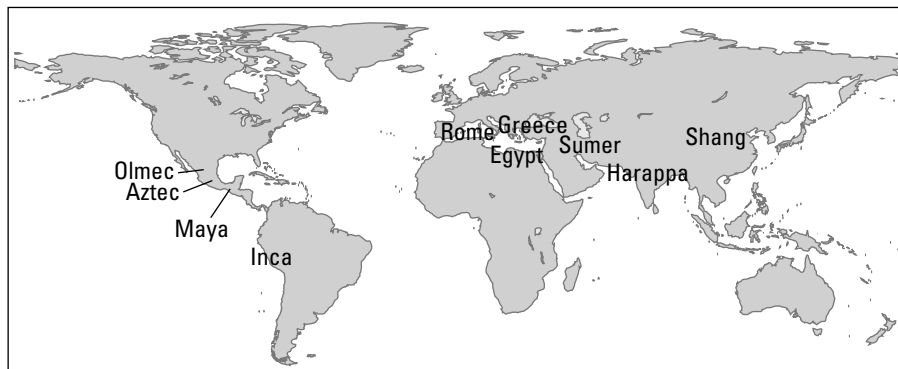 Rome
Greece
Sumer
Shang
Egypt
Harappa
Olmec
Aztec
Maya
Inca